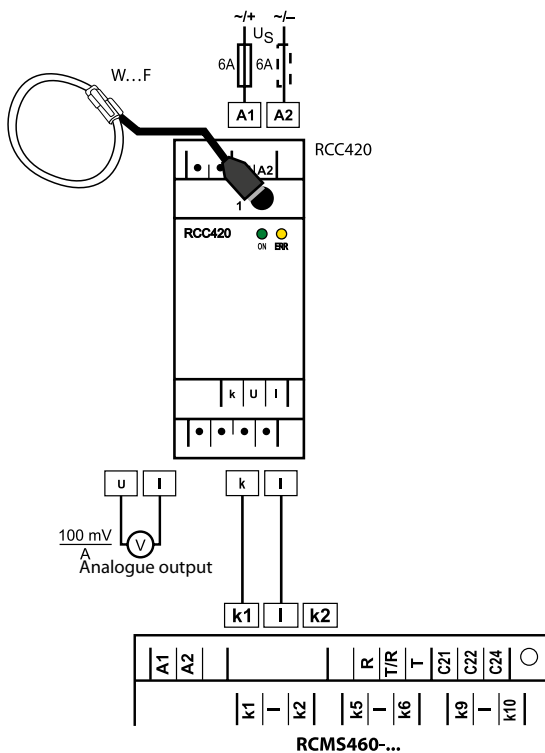 ~/+ ~/–
U_S
6A 6A
W...F
A1 A2
RCC420
A2
1
RCC420
ON ERR
k U l
U l k l
100 mV
A
V
Analogue output
k1 l k2
A1 A2 R T/R T C21 C22 C24
k1 l k2 k5 l k6 k9 l k10
RCMS460-...